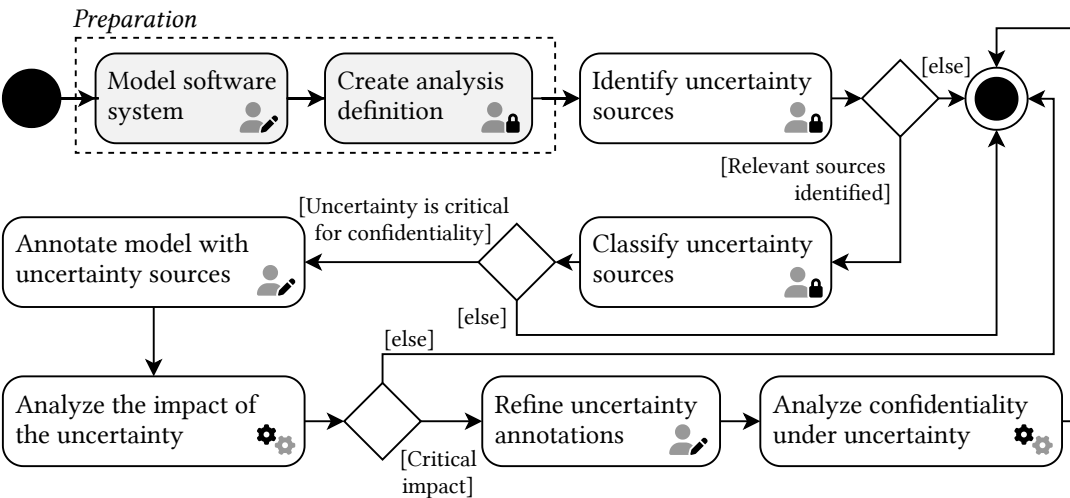 Preparation
Model software
system
Create analysis
definition
Identify uncertainty
sources
[else]
[Relevant sources
identified]
Classify uncertainty
sources
[Uncertainty is critical
for confidentiality]
[else]
Annotate model with
uncertainty sources
Analyze the impact of
the uncertainty
[else]
[Critical
impact]
Refine uncertainty
annotations
Analyze confidentiality
under uncertainty